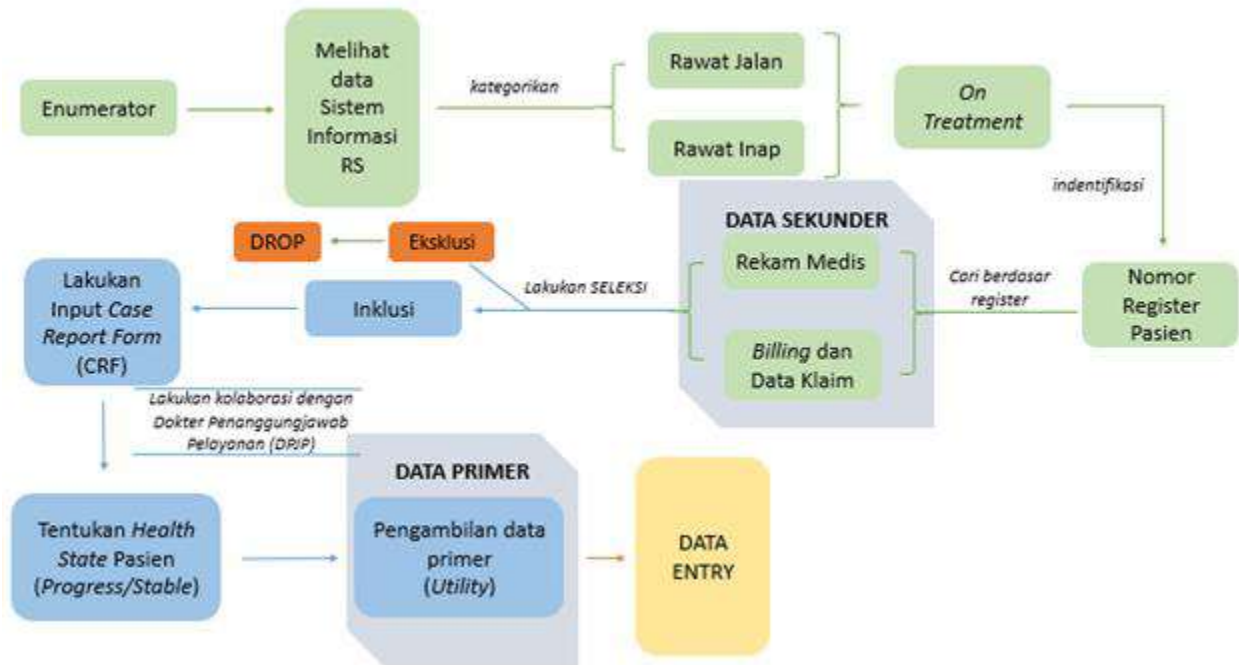 Enumerator
Melihat
data
Sistem
Informasi
RS
kategorikan
Rawat Jalan
Rawat Inap
On
Treatment
indentifikasi
Nomor
Register
Pasien
Cari berdasar
register
DATA SEKUNDER
Rekam Medis
Billing dan
Data Klaim
Lakukan SELEKSI
Eksklusi
DROP
Inklusi
Lakukan
Input Case
Report Form
(CRF)
Lakukan kolaborasi dengan
Dokter Penanggungjawab
Pelayanan (DPJP)
Tentukan Health
State Pasien
(Progress/Stable)
DATA PRIMER
Pengambilan data
primer
(Utility)
DATA
ENTRY